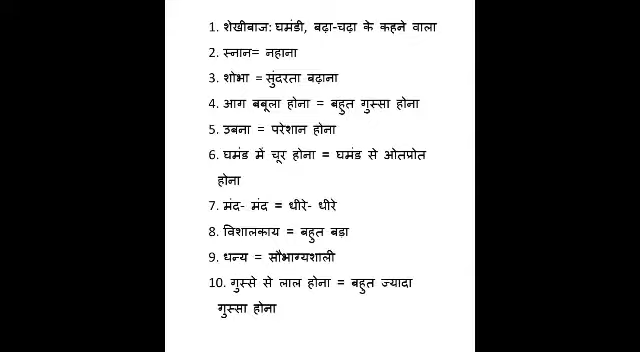 1. शेखीबाज: घमंडी, बढ़ा-चढ़ा के कहने वाला
2. स्नान= नहाना
3. शोभा = सुंदरता बढ़ाना
4. आग बबूला होना = बहुत गुस्सा होना
5. उबना = परेशान होना
6. घमंड में चूर होना = घमंड से ओतप्रोत
होना
7. मंद- मंद = धीरे- धीरे
8. विशालकाय = बहुत बड़ा
9. धन्य = सौभाग्यशाली
10. गुस्से से लाल होना = बहुत ज्यादा
गुस्सा होना